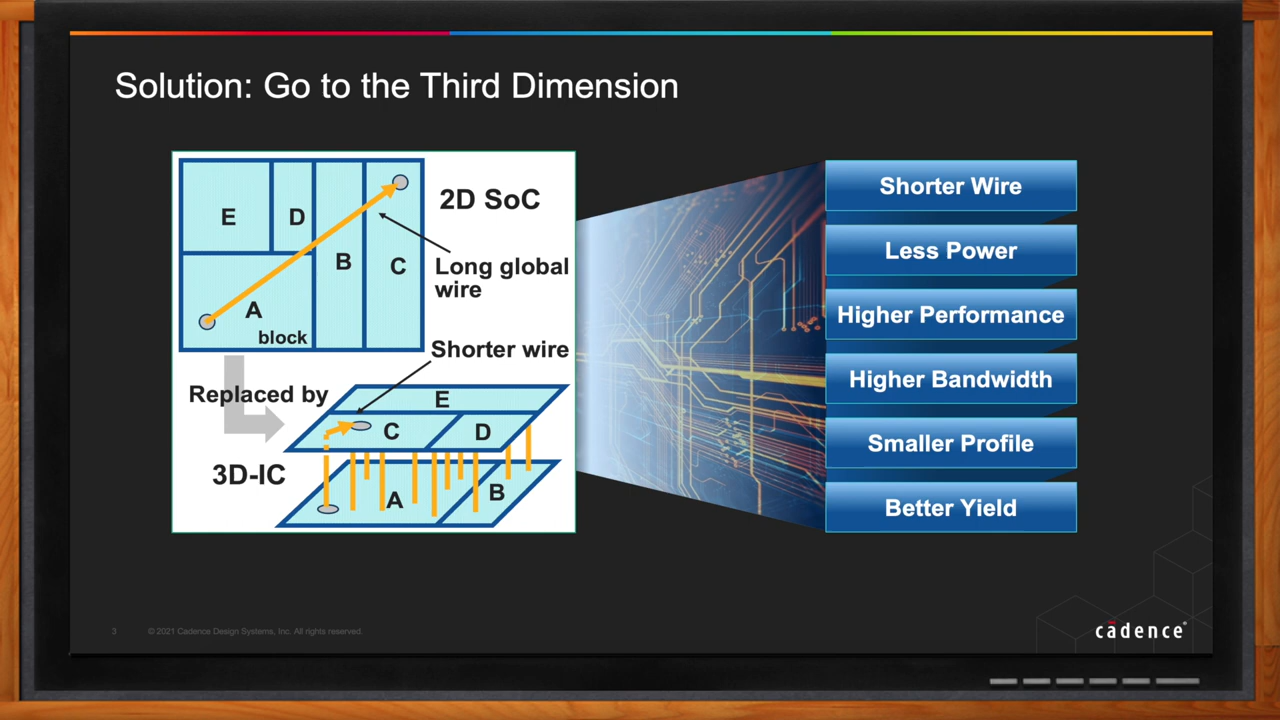 Solution: Go to the Third Dimension
2D SoC
E
D
B
C
A
block
Long global
wire
Shorter wire
Replaced by
E
C
D
3D-IC
A
B
Shorter Wire
Less Power
Higher Performance
Higher Bandwidth
Smaller Profile
Better Yield
3
© 2021 Cadence Design Systems, Inc. All rights reserved.
cādence®